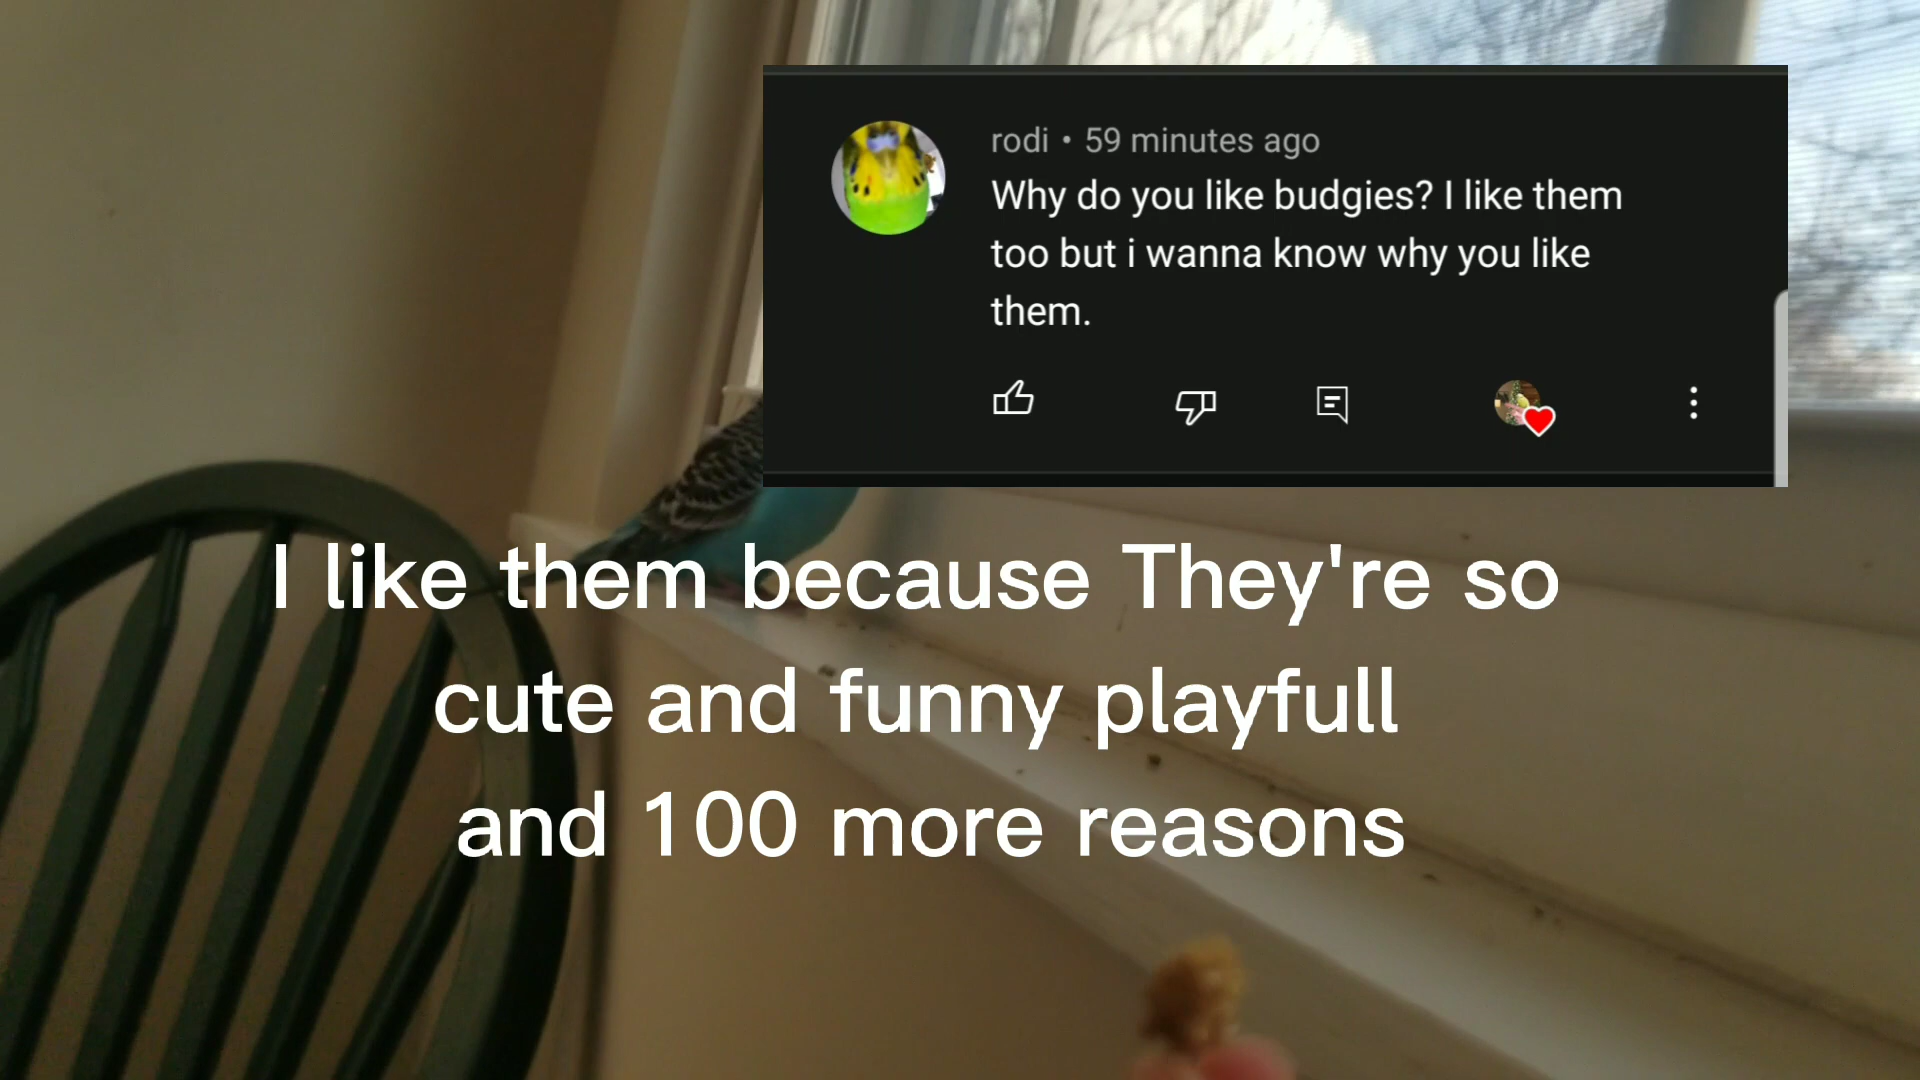 rodi • 59 minutes ago
Why do you like budgies? I like them
too but i wanna know why you like
them.
I like them because They're so
cute and funny playfull
and 100 more reasons